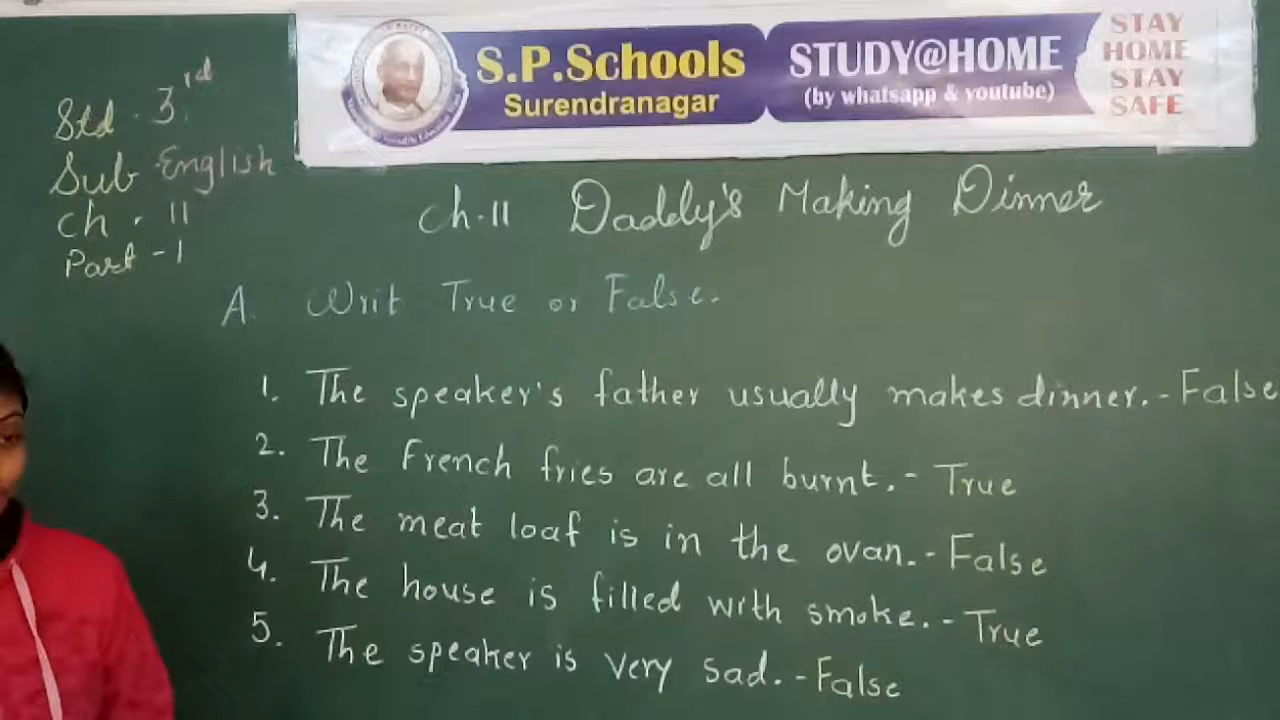 S.P.Schools
Surendranagar
STUDY@HOME
(by whatsapp & youtube)
STAY
HOME
STAY
SAFE
Std . 3rd
Sub English
Ch . 11
Part - 1
Ch.11 Daddy's Making Dinner
A. Writ True or False.
1. The speaker's father usually makes dinner. - False
2. The French fries are all burnt. - True
3. The meat loaf is in the ovan. - False
4. The house is filled with smoke. - True
5. The speaker is very sad. - False